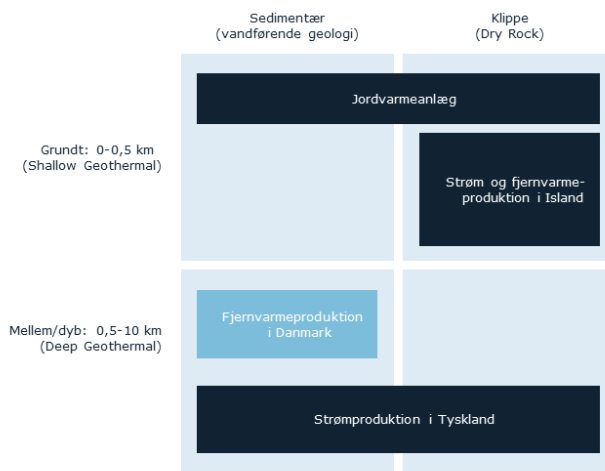 Sedimentær
(vandførende geologi)
Klippe
(Dry Rock)
Jordvarmeanlæg
Grundt: 0-0,5 km
(Shallow Geothermal)
Strøm og fjernvarme-
produktion i Island
Fjernvarmeproduktion
i Danmark
Mellem/dyb: 0,5-10 km
(Deep Geothermal)
Strømproduktion i Tyskland